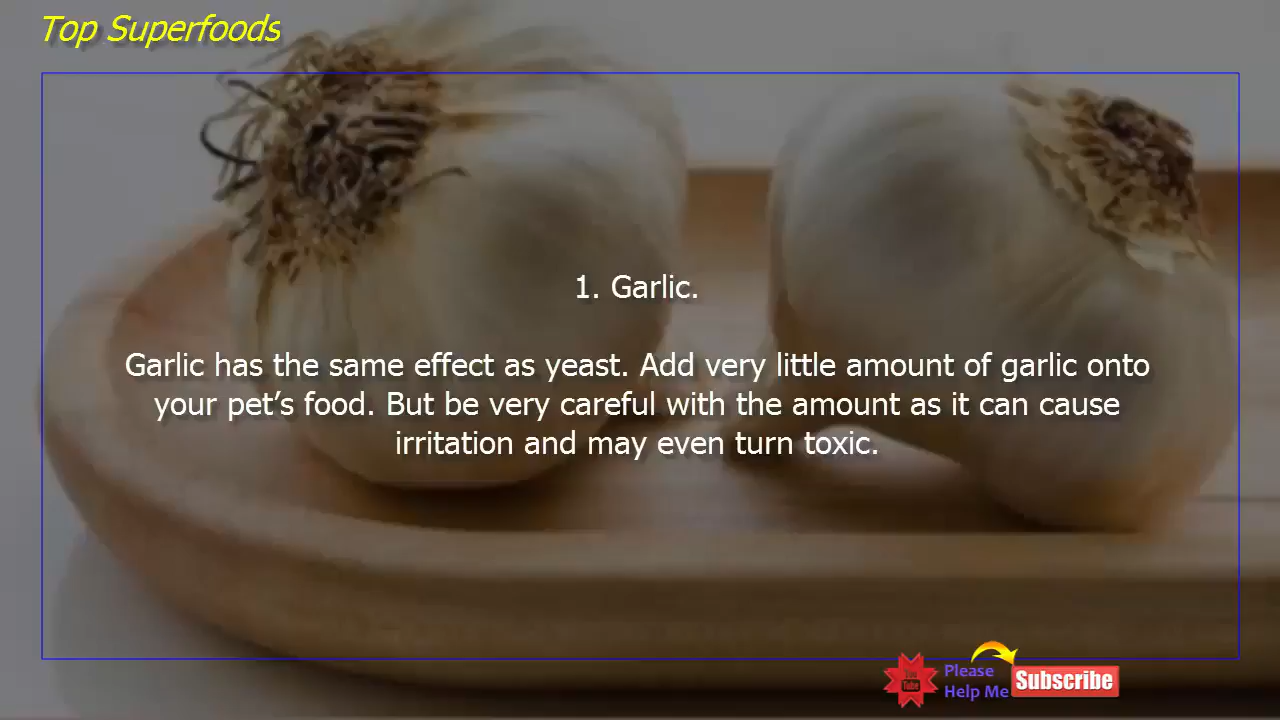 Top Superfoods
1. Garlic.
Garlic has the same effect as yeast. Add very little amount of garlic onto
your pet’s food. But be very careful with the amount as it can cause
irritation and may even turn toxic.
You
Tube
Please
Help Me
Subscribe